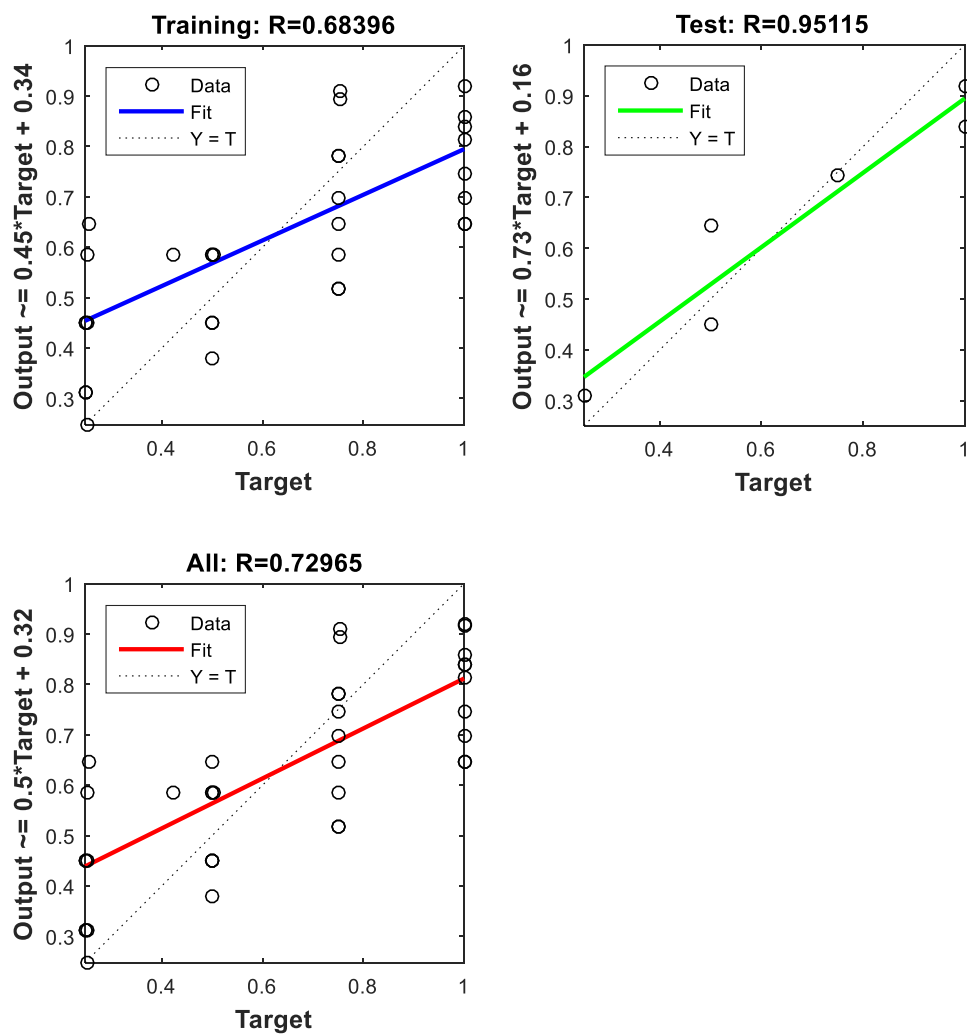 Training: R=0.68396
Output ~= 0.45*Target + 0.34
1
0.9
0.8
0.7
0.6
0.5
0.4
0.3
Data
Fit
Y = T
0.4
0.6
0.8
1
Target
Test: R=0.95115
Output ~= 0.73*Target + 0.16
1
0.9
0.8
0.7
0.6
0.5
0.4
0.3
Data
Fit
Y = T
0.4
0.6
0.8
1
Target
All: R=0.72965
Output ~= 0.5*Target + 0.32
1
0.9
0.8
0.7
0.6
0.5
0.4
0.3
Data
Fit
Y = T
0.4
0.6
0.8
1
Target